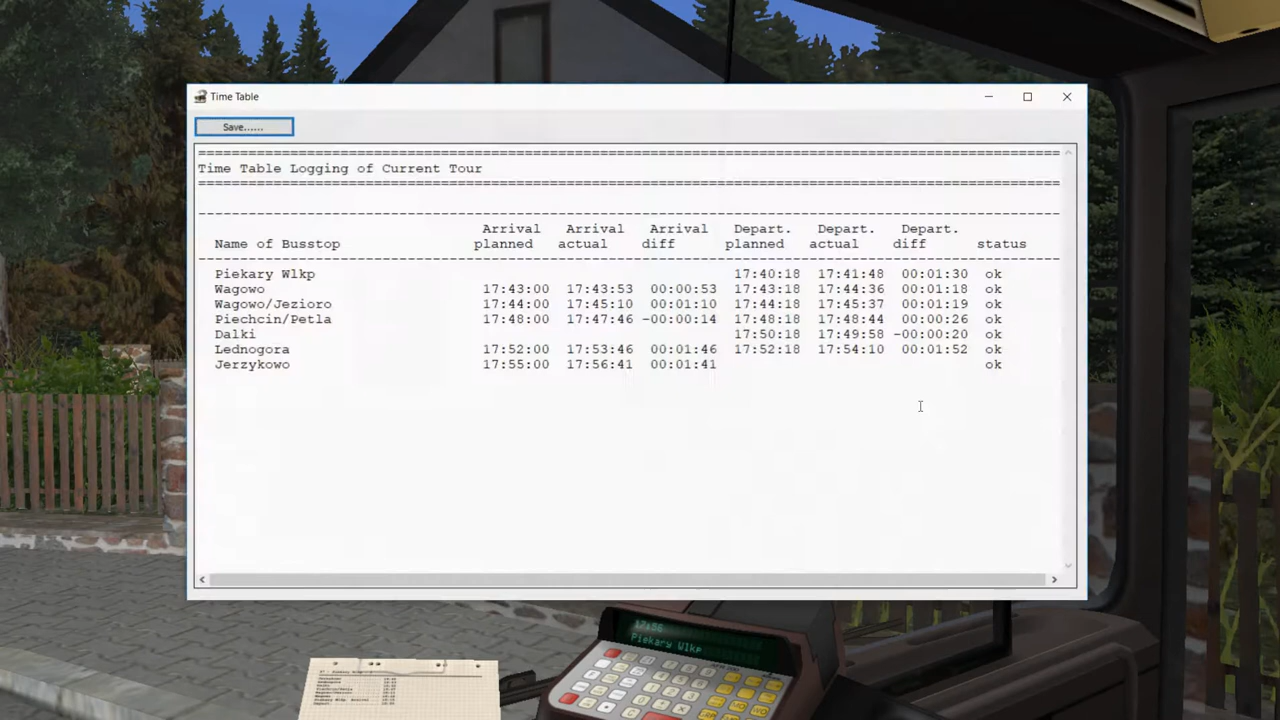 Time Table
Save......
====================================================================================================
Time Table Logging of Current Tour
====================================================================================================
----------------------------------------------------------------------------------------------------
Arrival Arrival Arrival Depart. Depart. Depart.
Name of Busstop planned actual diff planned actual diff status
----------------------------------------------------------------------------------------------------
Piekary Wlkp 17:40:18 17:41:48 00:01:30 ok
Wagowo 17:43:00 17:43:53 00:00:53 17:43:18 17:44:36 00:01:18 ok
Wagowo/Jezioro 17:44:00 17:45:10 00:01:10 17:44:18 17:45:37 00:01:19 ok
Piechcin/Petla 17:48:00 17:47:46 -00:00:14 17:48:18 17:48:44 00:00:26 ok
Dalki 17:50:18 17:49:58 -00:00:20 ok
Lednogora 17:52:00 17:53:46 00:01:46 17:52:18 17:54:10 00:01:52 ok
Jerzykowo 17:55:00 17:56:41 00:01:41 ok
17:56
Piekary Wlkp